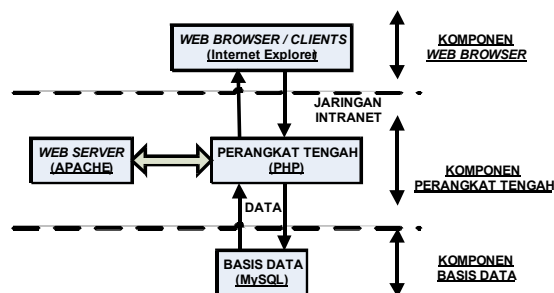 WEB BROWSER / CLIENTS
(Internet Explorer)
KOMPONEN
WEB BROWSER
JARINGAN
INTRANET
WEB SERVER
(APACHE)
PERANGKAT TENGAH
(PHP)
KOMPONEN
PERANGKAT TENGAH
DATA
BASIS DATA
(MySQL)
KOMPONEN
BASIS DATA